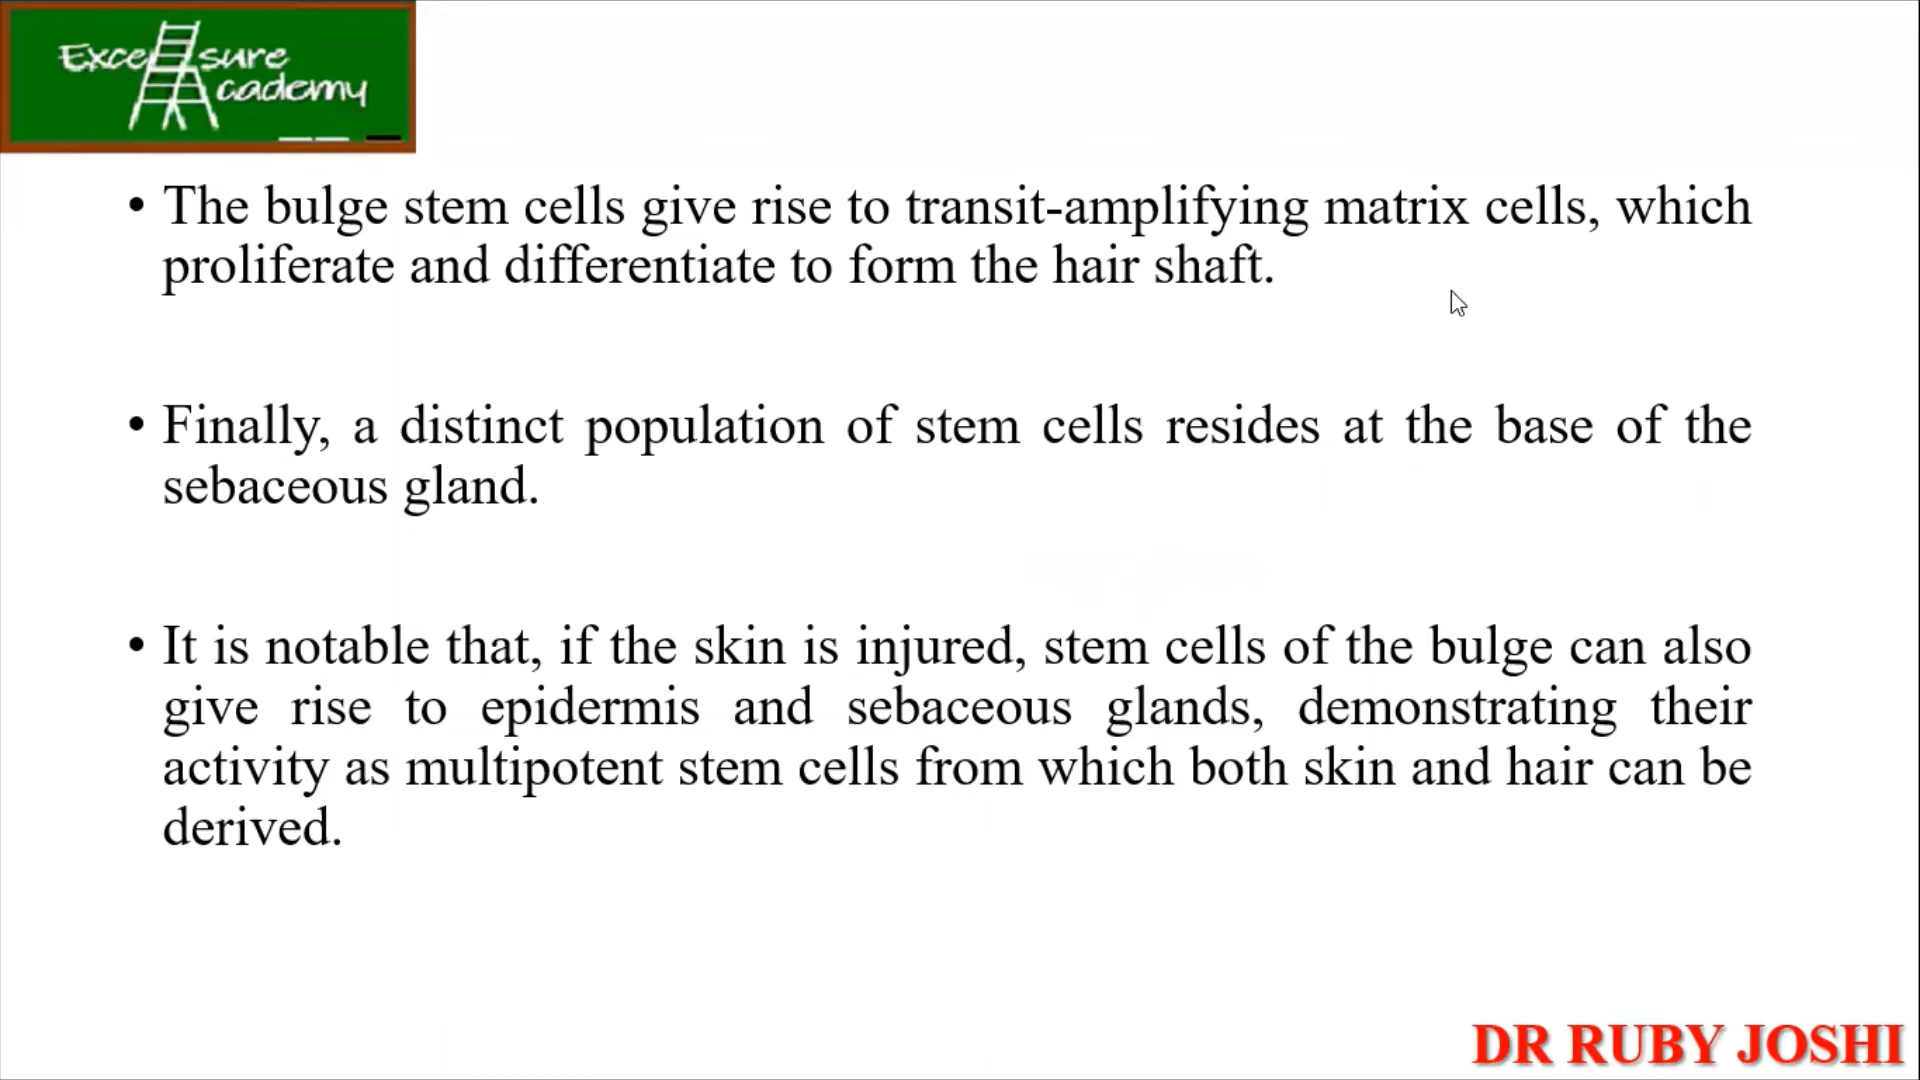 Excel sure
Academy
• The bulge stem cells give rise to transit-amplifying matrix cells, which
proliferate and differentiate to form the hair shaft.
• Finally, a distinct population of stem cells resides at the base of the
sebaceous gland.
• It is notable that, if the skin is injured, stem cells of the bulge can also
give rise to epidermis and sebaceous glands, demonstrating their
activity as multipotent stem cells from which both skin and hair can be
derived.
DR RUBY JOSHI